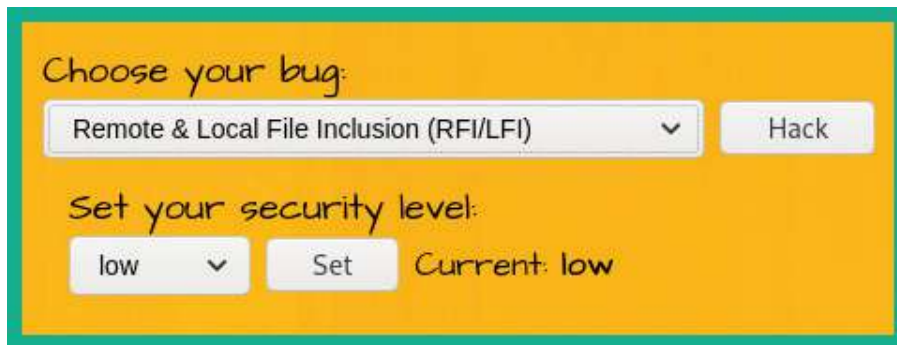 Choose your bug:
Remote & Local File Inclusion (RFI/LFI) Hack
Set your security level:
low Set Current: low